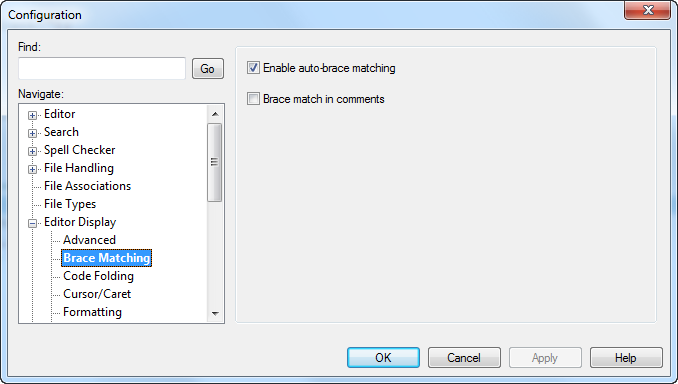 Configuration
Find:
Go
Navigate:
Editor
Search
Spell Checker
File Handling
File Associations
File Types
Editor Display
Advanced
Brace Matching
Code Folding
Cursor/Caret
Formatting
Enable auto-brace matching
Brace match in comments
OK
Cancel
Apply
Help